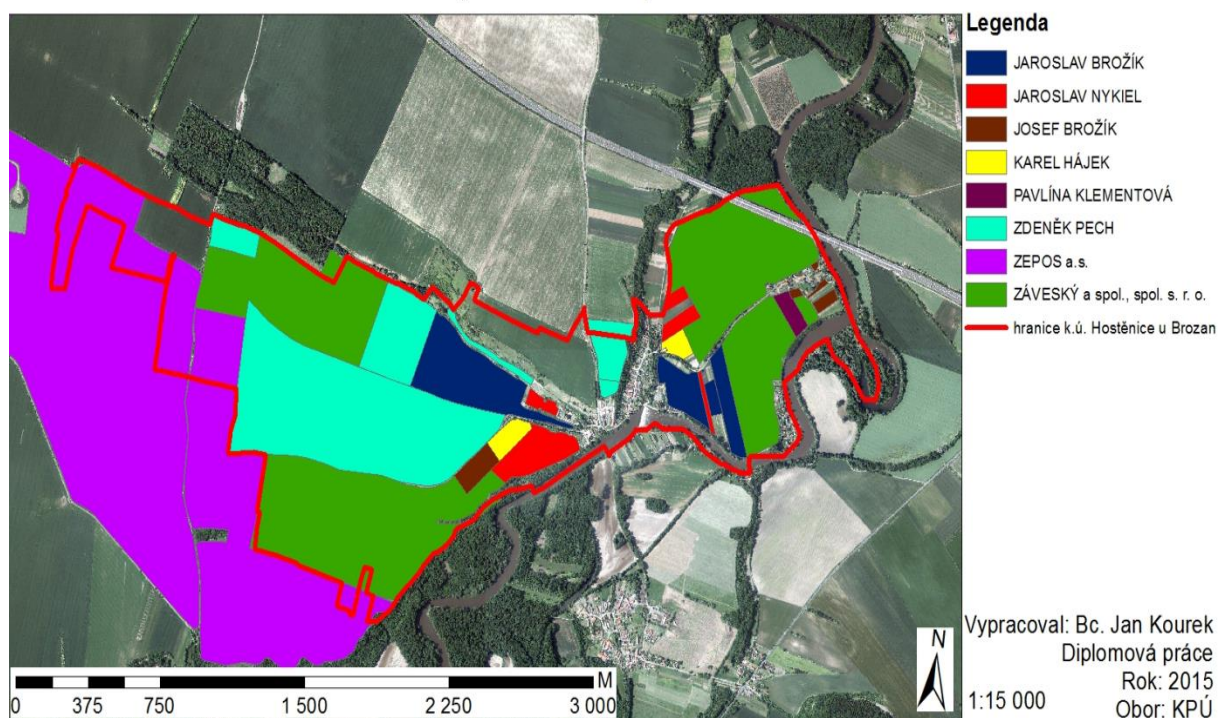 Legenda
JAROSLAV BROŽÍK
JAROSLAV NYKIEL
JOSEF BROŽÍK
KAREL HÁJEK
PAVLÍNA KLEMENTOVÁ
ZDENĚK PECH
ZEPOS a.s.
ZÁVESKÝ a spol., spol. s. r. o.
hranice k.ú. Hostěnice u Brozan
N
M
0 375 750 1 500 2 250 3 000
1:15 000
Vypracoval: Bc. Jan Kourek
Diplomová práce
Rok: 2015
Obor: KPÚ